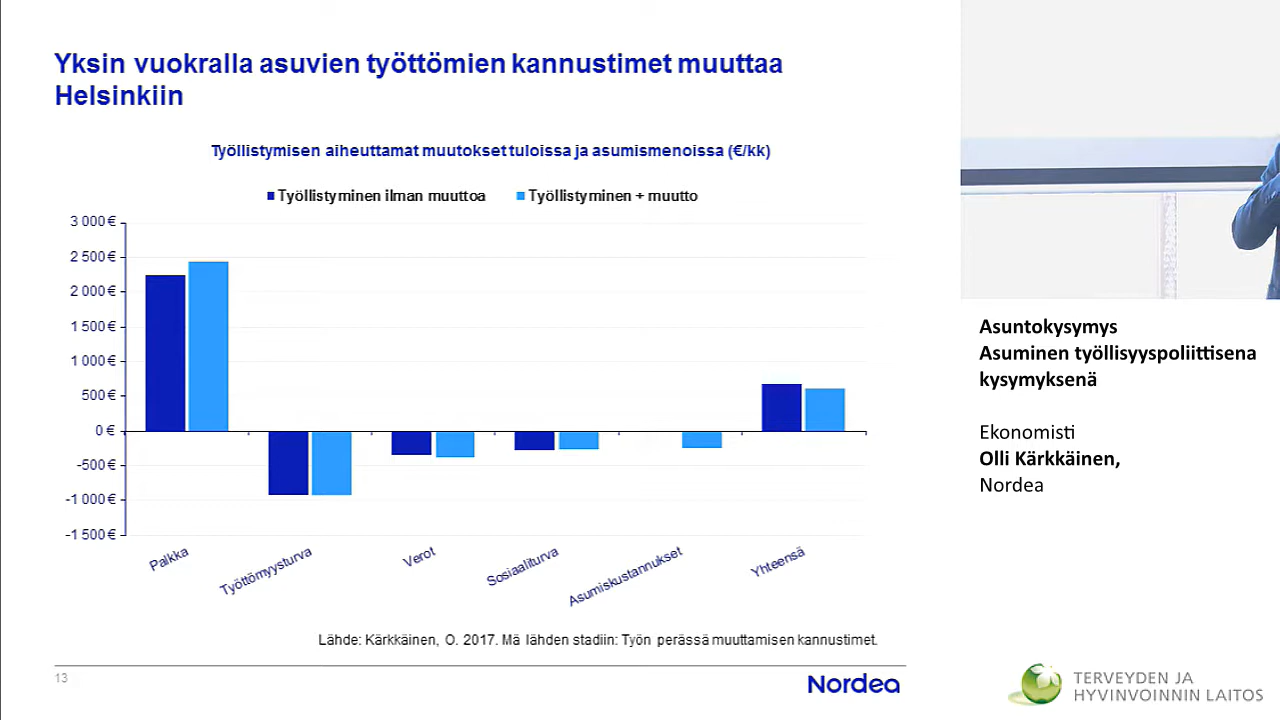 Yksin vuokralla asuvien työttömien kannustimet muuttaa
Helsinkiin
Työllistymisen aiheuttamat muutokset tuloissa ja asumismenoissa (€/kk)
Työllistyminen ilman muuttoa
Työllistyminen + muutto
3 000 €
2 500 €
2 000 €
1 500 €
1 000 €
500 €
0 €
-500 €
-1 000 €
-1 500 €
Palkka
Työttömyysturva
Verot
Sosiaaliturva
Asumiskustannukset
Yhteensä
Lähde: Kärkkäinen, O. 2017. Mä lähden stadiin: Työn perässä muuttamisen kannustimet.
13
Nordea
Asuntokysymys
Asuminen työllisyyspoliittisena
kysymyksenä
Ekonomisti
Olli Kärkkäinen,
Nordea
TERVEYDEN JA
HYVINVOINNIN LAITOS